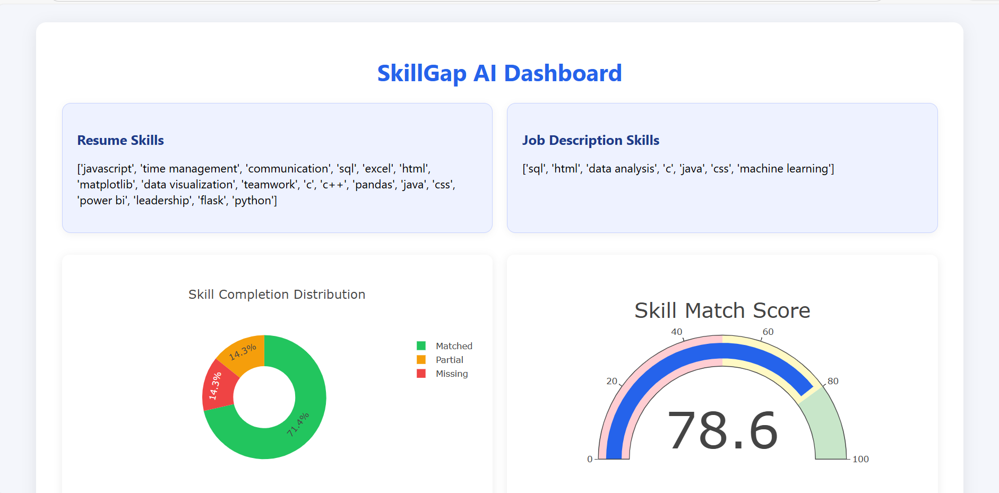 SkillGap AI Dashboard
Resume Skills
['javascript', 'time management', 'communication', 'sql', 'excel', 'html',
'matplotlib', 'data visualization', 'teamwork', 'c', 'c++', 'pandas', 'java', 'css',
'power bi', 'leadership', 'flask', 'python']
Job Description Skills
['sql', 'html', 'data analysis', 'c', 'java', 'css', 'machine learning']
Skill Completion Distribution
14.3%
14.3%
71.4%
Matched
Partial
Missing
Skill Match Score
0
20
40
60
80
100
78.6